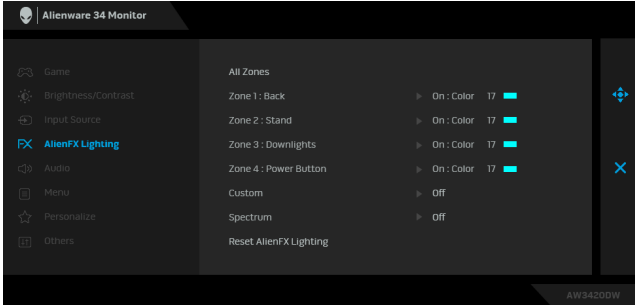 Alienware 34 Monitor
Game
All Zones
Brightness/Contrast
Zone 1 : Back On : Color 17
Input Source
Zone 2 : Stand On : Color 17
FX AlienFX Lighting
Zone 3 : Downlights On : Color 17
Audio
Zone 4 : Power Button On : Color 17
Menu
Custom Off
Personalize
Spectrum Off
Others
Reset AlienFX Lighting
AW3420DW